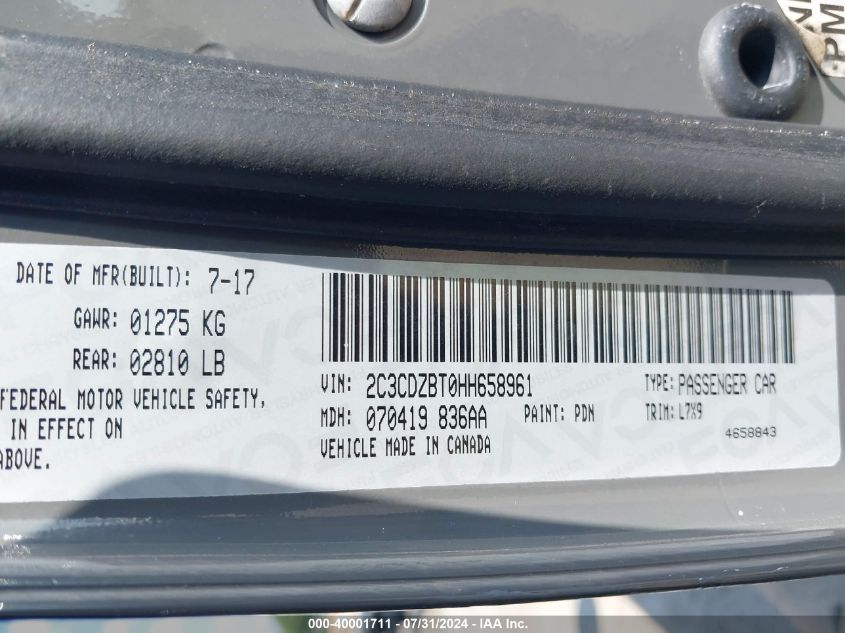 PM
DATE OF MFR(BUILT): 7-17
GAWR: 01275 KG
REAR: 02810 LB
FEDERAL MOTOR VEHICLE SAFETY,
IN EFFECT ON
ABOVE.
VIN: 2C3CDZBT0HH658961 TYPE: PASSENGER CAR
MDH: 070419 836AA PAINT: PDN TRIM: L7X9
VEHICLE MADE IN CANADA 4658843
000-40001711 - 07/31/2024 - IAA Inc.